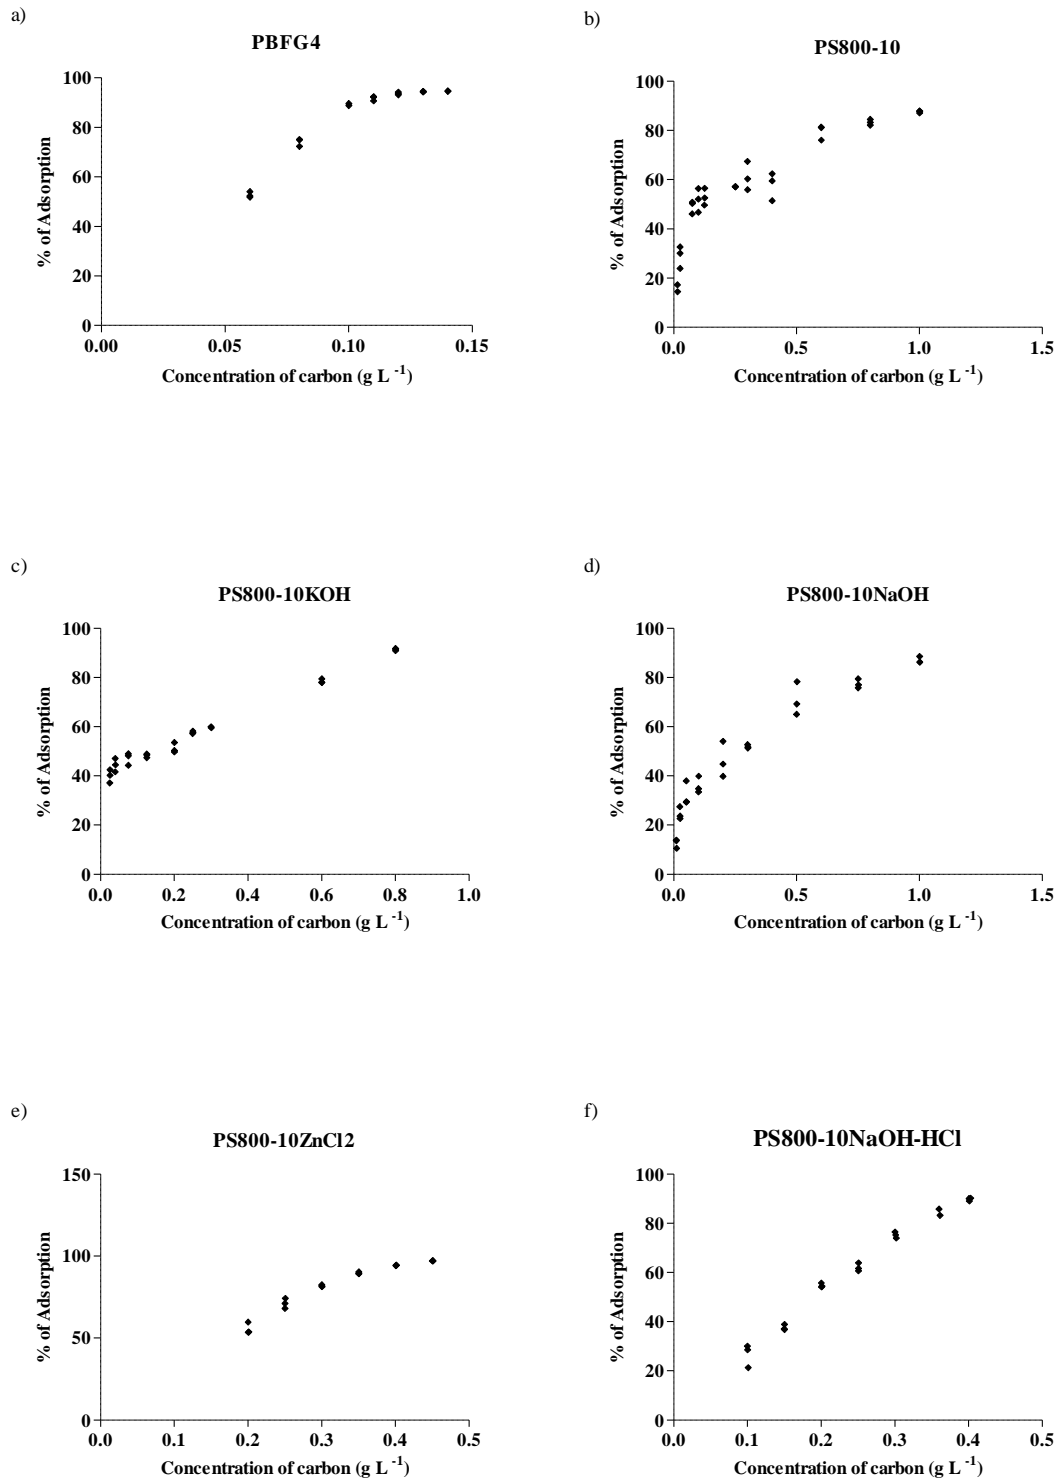 a)
PBFG4
100
80
60
40
20
0
% of Adsorption
0.00 0.05 0.10 0.15
Concentration of carbon (g L -1)
b)
PS800-10
100
80
60
40
20
0
% of Adsorption
0.0 0.5 1.0 1.5
Concentration of carbon (g L -1)
c)
PS800-10KOH
100
80
60
40
20
0
% of Adsorption
0.0 0.2 0.4 0.6 0.8 1.0
Concentration of carbon (g L -1)
d)
PS800-10NaOH
100
80
60
40
20
0
% of Adsorption
0.0 0.5 1.0 1.5
Concentration of carbon (g L -1)
e)
PS800-10ZnCl2
150
100
50
0
% of Adsorption
0.0 0.1 0.2 0.3 0.4 0.5
Concentration of carbon (g L -1)
f)
PS800-10NaOH-HCl
100
80
60
40
20
0
% of Adsorption
0.0 0.1 0.2 0.3 0.4 0.5
Concentration of carbon (g L -1)